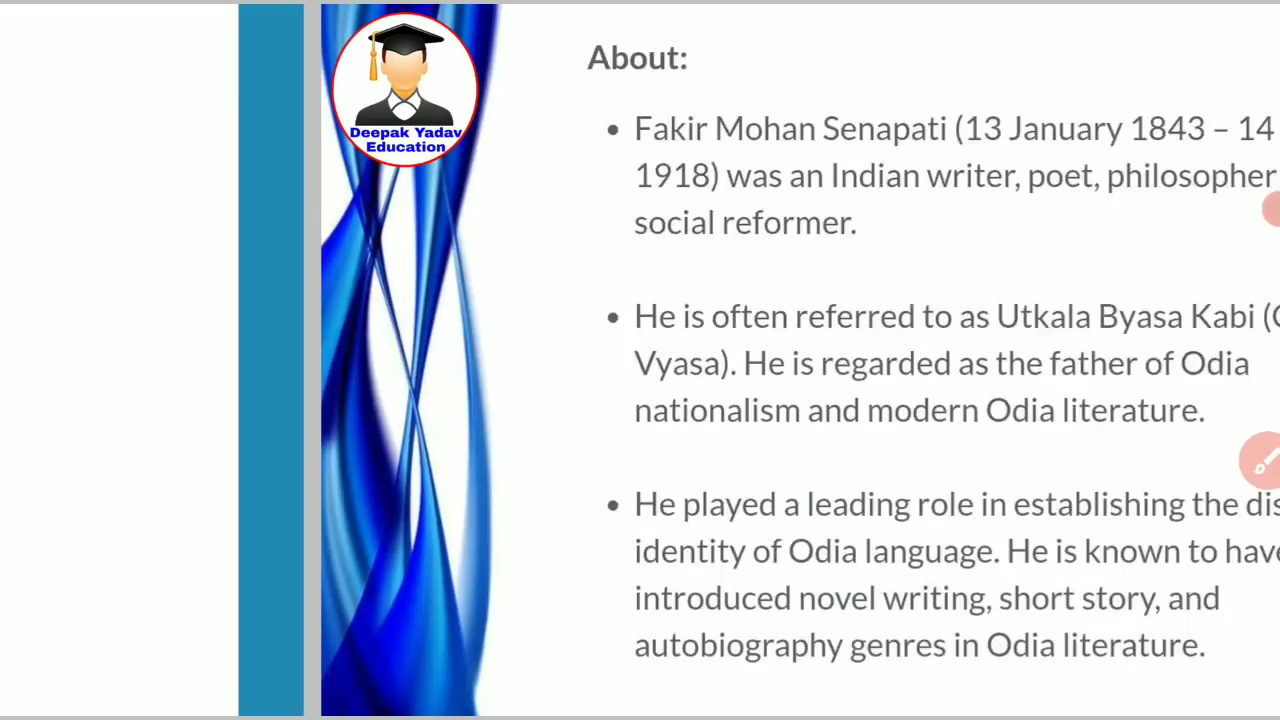 Deepak Yadav
Education
About:
• Fakir Mohan Senapati (13 January 1843 – 14
1918) was an Indian writer, poet, philosopher
social reformer.
• He is often referred to as Utkala Byasa Kabi (
Vyasa). He is regarded as the father of Odia
nationalism and modern Odia literature.
• He played a leading role in establishing the
identity of Odia language. He is known to have
introduced novel writing, short story, and
autobiography genres in Odia literature.